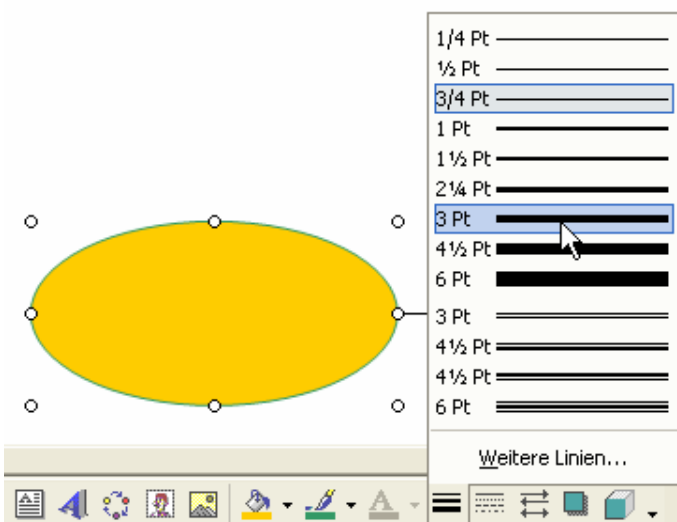 1/4 Pt
½ Pt
3/4 Pt
1 Pt
1½ Pt
2¼ Pt
3 Pt
4½ Pt
6 Pt
3 Pt
4½ Pt
4½ Pt
6 Pt
Weitere Linien...
A
A